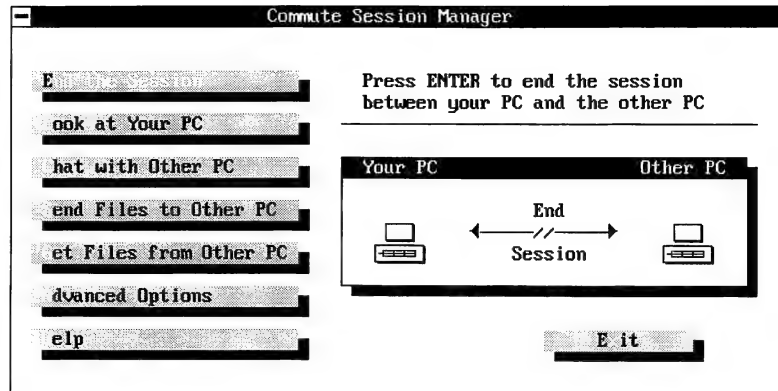 Commute Session Manager
E
ook at Your PC
hat with Other PC
end Files to Other PC
et Files from Other PC
dvanced Options
elp
Press ENTER to end the session
between your PC and the other PC
Your PC Other PC
End
Session
E it